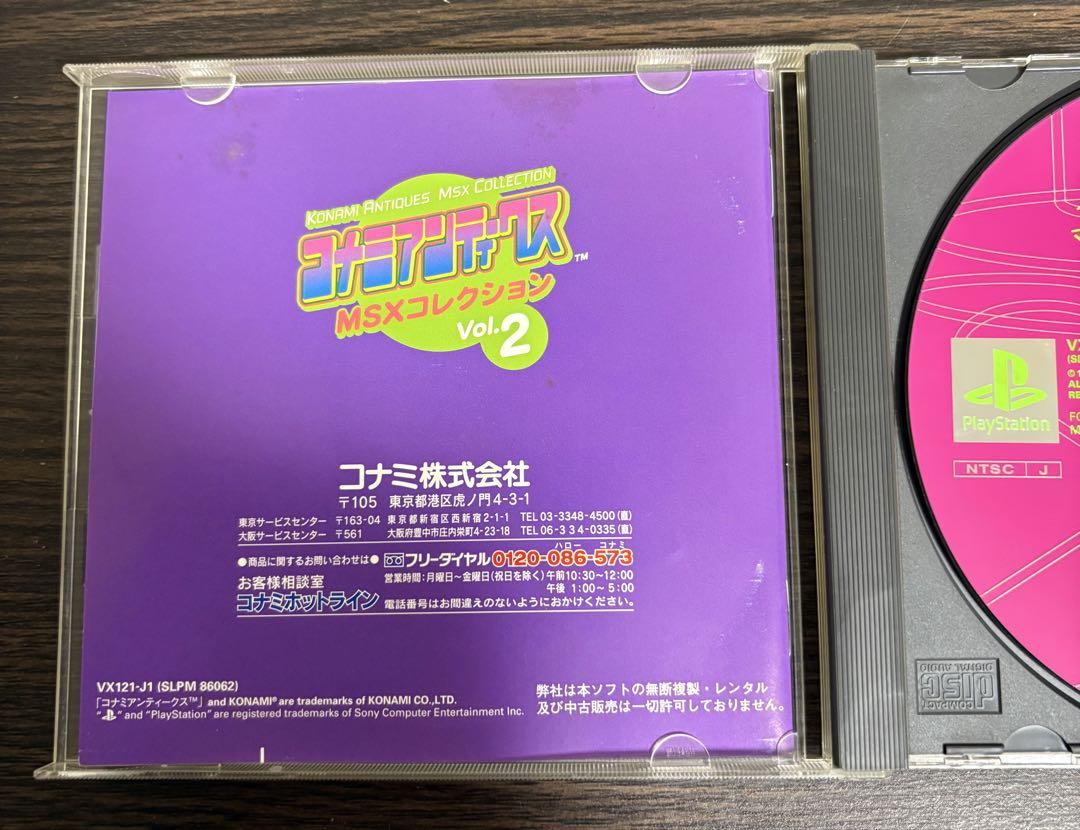 KONAMI ANTIQUES MSX COLLECTION
コナミアンティークス™
MSXコレクション
Vol.2
コナミ株式会社
〒105 東京都港区虎ノ門4-3-1
東京サービスセンター 〒163-04 東京都新宿区西新宿2-1-1 TEL 03-3348-4500(直)
大阪サービスセンター 〒561 大阪府豊中市庄内栄町4-23-18 TEL 06-334-0335(直)
ハロー コナミ
●商品に関するお問い合わせは● フリーダイヤル 0120-086-573
お客様相談室
コナミホットライン
営業時間:月曜日~金曜日(祝日を除く)午前10:30~12:00
午後 1:00~5:00
電話番号はお間違えのないようにおかけください。
VX121-J1 (SLPM 86062)
「コナミアンティークス™」 and KONAMI® are trademarks of KONAMI CO.,LTD.
" " and "PlayStation" are registered trademarks of Sony Computer Entertainment Inc.
弊社は本ソフトの無断複製・レンタル
及び中古販売は一切許可しておりません。
PlayStation
NTSC J
VX
COMPACT
disc
DIGITAL AUDIO